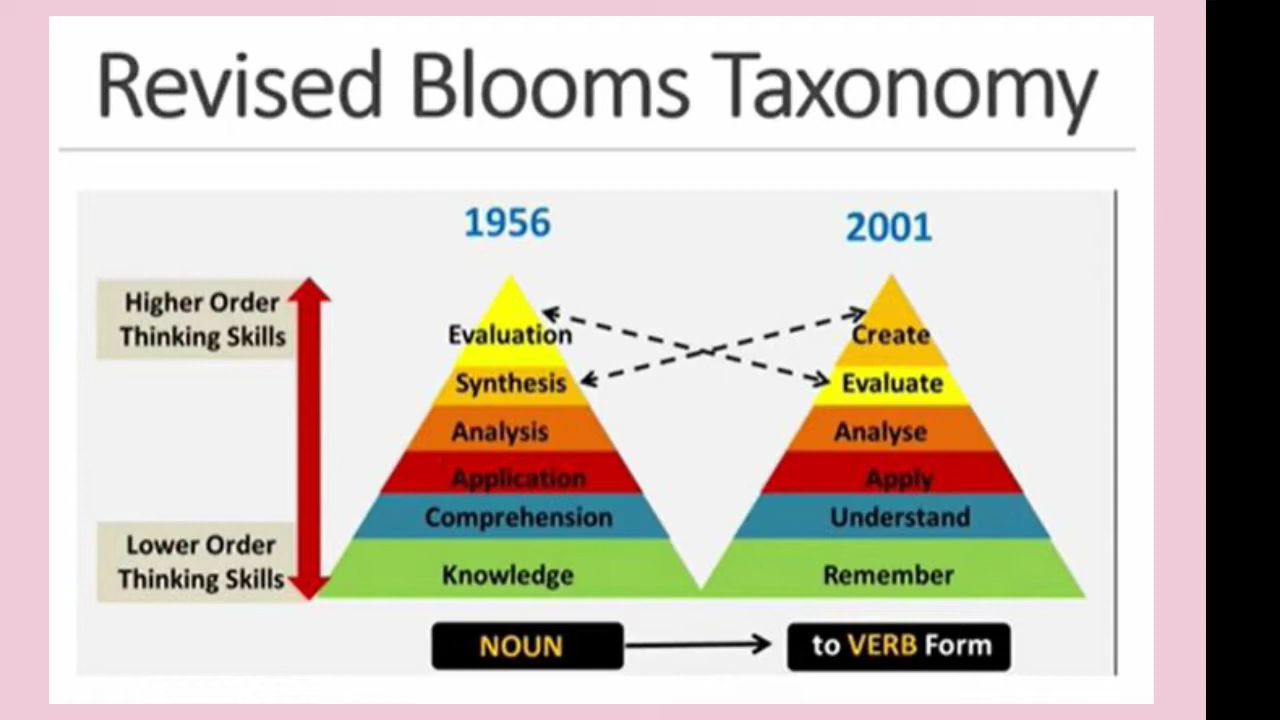 Revised Blooms Taxonomy
1956
2001
Higher Order
Thinking Skills
Lower Order
Thinking Skills
Evaluation
Synthesis
Analysis
Application
Comprehension
Knowledge
Create
Evaluate
Analyse
Apply
Understand
Remember
NOUN
to VERB Form